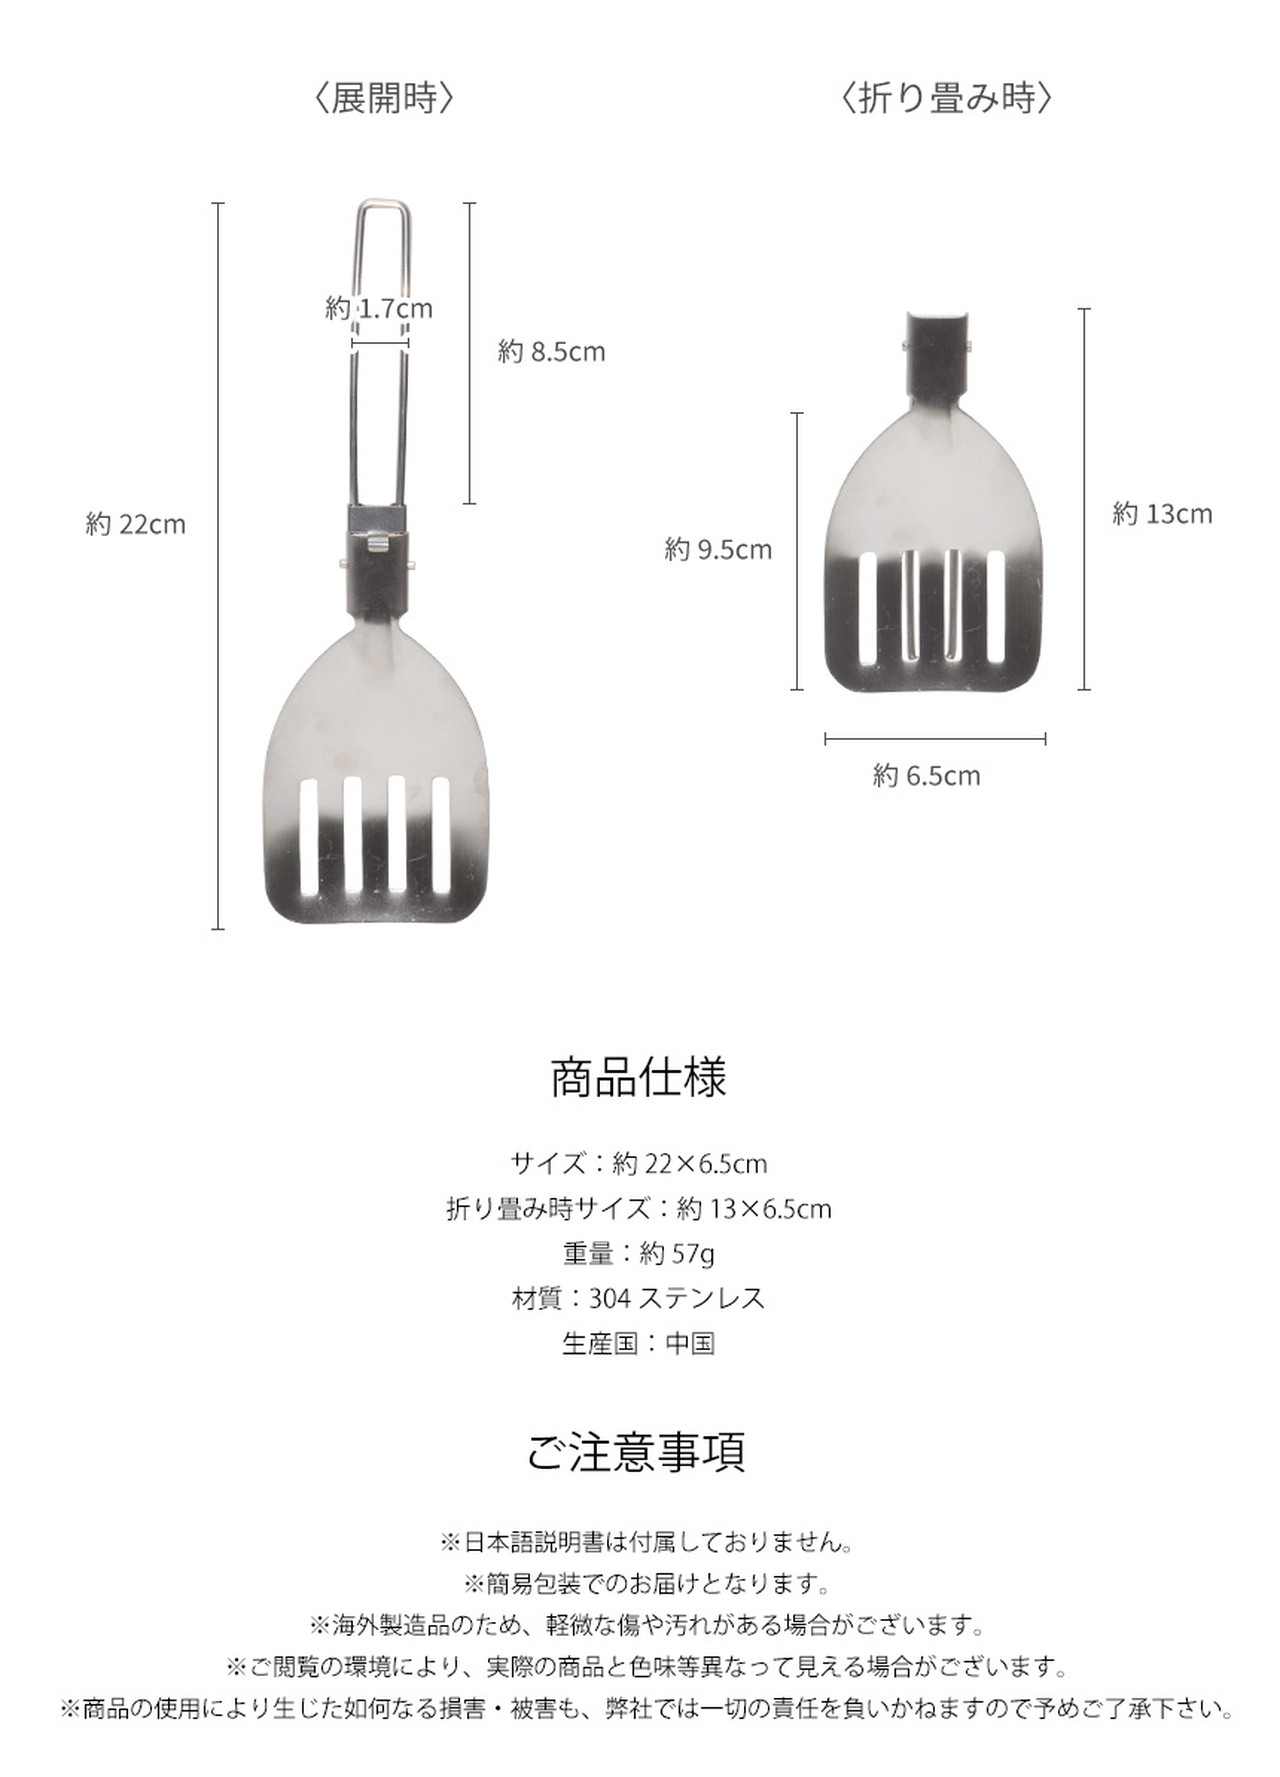 〈展開時〉
〈折り畳み時〉
約 1.7cm
約 8.5cm
約 22cm
約 9.5cm
約 13cm
約 6.5cm
商品仕様
サイズ：約 22×6.5cm
折り畳み時サイズ：約 13×6.5cm
重量：約 57g
材質：304 ステンレス
生産国：中国
ご注意事項
※日本語説明書は付属しておりません。
※簡易包装でのお届けとなります。
※海外製造品のため、軽微な傷や汚れがある場合がございます。
※ご閲覧の環境により、実際の商品と色味等異なって見える場合がございます。
※商品の使用により生じた如何なる損害・被害も、弊社では一切の責任を負いかねますので予めご了承下さい。